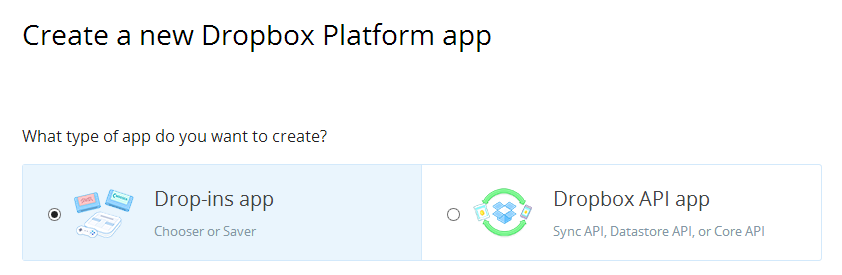 Create a new Dropbox Platform app
What type of app do you want to create?
Drop-ins app
Chooser or Saver
Dropbox API app
Sync API, Datastore API, or Core API